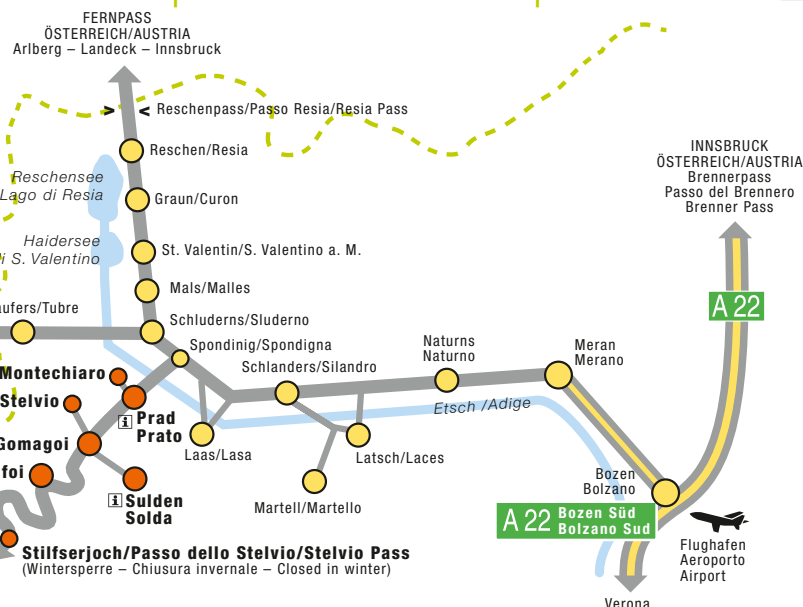 FERNPASS
ÖSTERREICH/AUSTRIA
Arlberg – Landeck – Innsbruck
> < Reschenpass/Passo Resia/Resia Pass
INNSBRUCK
ÖSTERREICH/AUSTRIA
Brennerpass
Passo del Brennero
Brenner Pass
Reschen/Resia
Reschensee
Lago di Resia
Graun/Curon
Haidersee
di S. Valentino
St. Valentin/S. Valentino a. M.
Mals/Malles
A 22
aufers/Tubre
Schluderns/Sluderno
Spondinig/Spondigna
Schlanders/Silandro
Naturns
Naturno
Meran
Merano
Montechiaro
Stelvio
i Prad
Prato
Etsch /Adige
Gomagoi
Laas/Lasa
Latsch/Laces
foi
i Sulden
Solda
Martell/Martello
Bozen
Bolzano
A 22 Bozen Süd
Bolzano Sud
Flughafen
Aeroporto
Airport
Stilfserjoch/Passo dello Stelvio/Stelvio Pass
(Wintersperre – Chiusura invernale – Closed in winter)
Verona